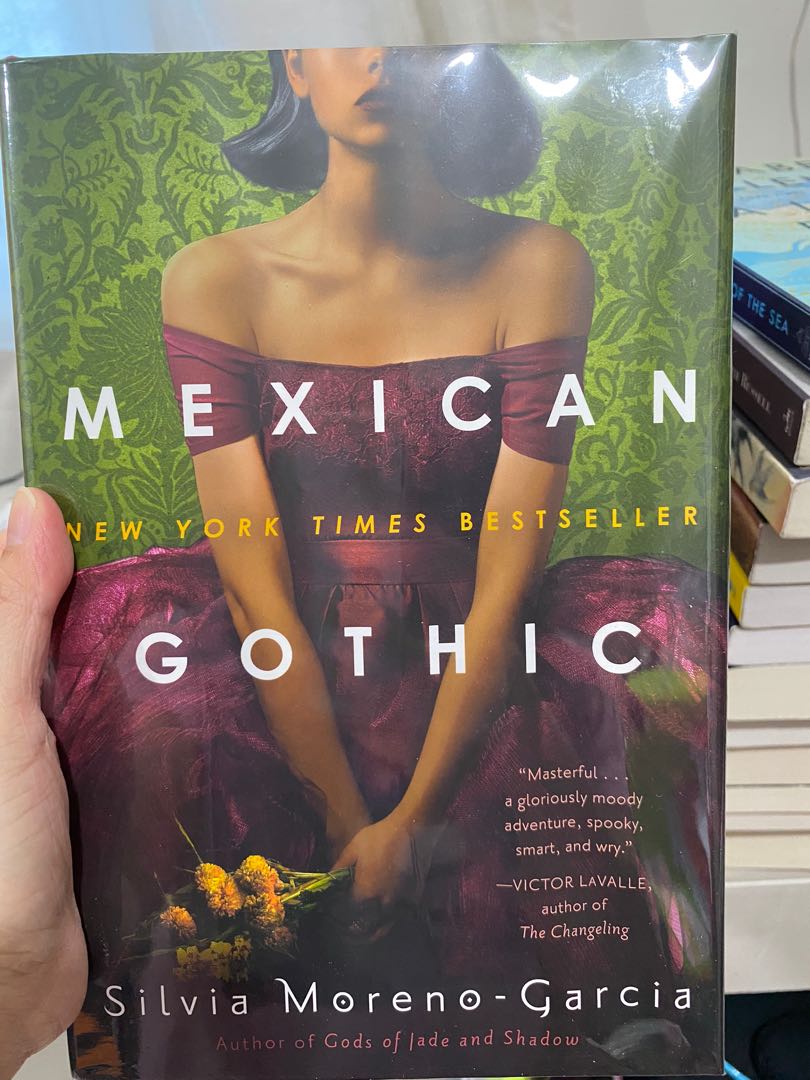 MEXICAN
NEW YORK TIMES BESTSELLER
GOTHIC
“Masterful . . .
a gloriously moody
adventure, spooky,
smart, and wry.”
—VICTOR LAVALLE,
author of
The Changeling
Silvia Moreno-Garcia
Author of Gods of Jade and Shadow
OF THE SEA